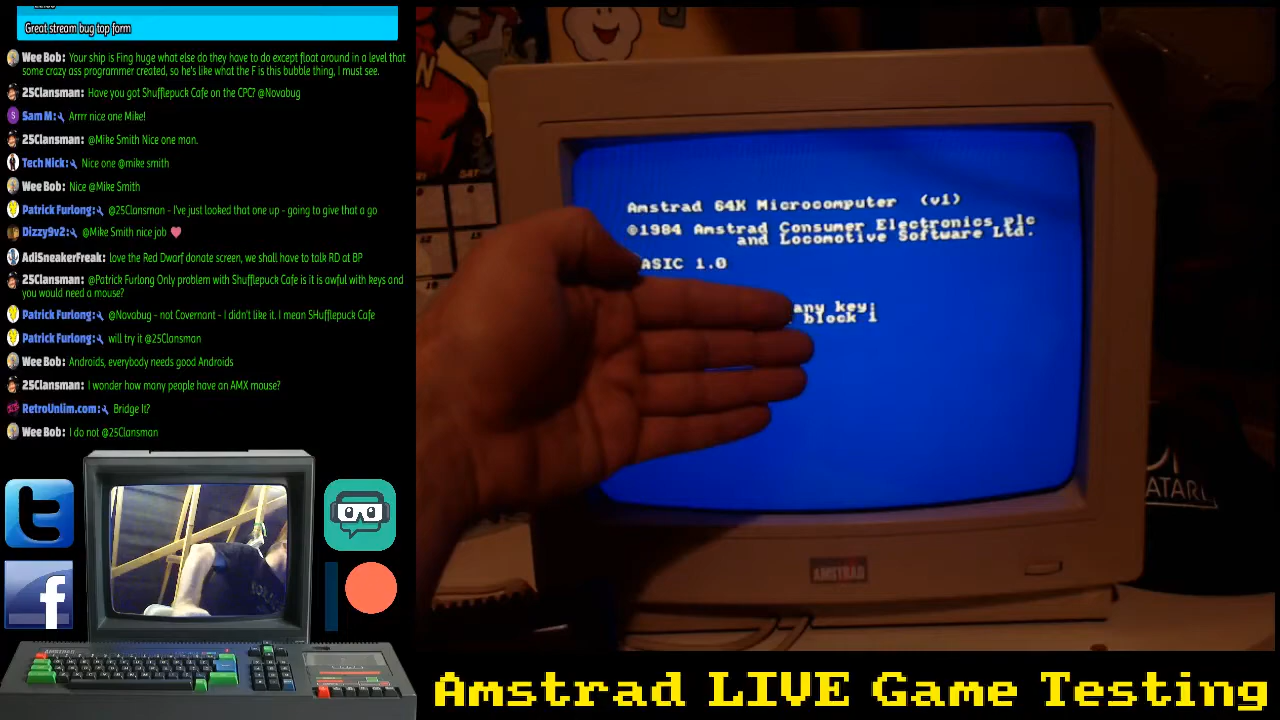 Great stream bug top form
Wee Bob: Your ship is Fing huge what else do they have to do except float around in a level that
some crazy ass programmer created, so he's like what the F is this bubble thing, I must see.
25Clansman: Have you got Shufflepuck Cafe on the CPC? @Novabug
Sam M: Arrrr nice one Mike!
25Clansman: @Mike Smith Nice one man.
Tech Nick: Nice one @mike smith
Wee Bob: Nice @Mike Smith
Patrick Furlong: @25Clansman - I've just looked that one up - going to give that a go
Dizzy9v2: @Mike Smith nice job
AdiSneakerFreak: love the Red Dwarf donate screen, we shall have to talk RD at BP
25Clansman: @Patrick Furlong Only problem with Shufflepuck Cafe is it is awful with keys and
you would need a mouse?
Patrick Furlong: @Novabug - not Covenant - I didn't like it. I mean SHufflepuck Cafe
Patrick Furlong: will try it @25Clansman
Wee Bob: Androids, everybody needs good Androids
25Clansman: I wonder how many people have an AMX mouse?
RetroUnlim.com: Bridge It?
Wee Bob: I do not @25Clansman
SAT
Amstrad 64K Microcomputer (v1)
©1984 Amstrad Consumer Electronics plc
and Locomotive Software Ltd.
ASIC 1.0
any key:
block 1
ATARI
AMSTRAD
Amstrad LIVE Game Testing